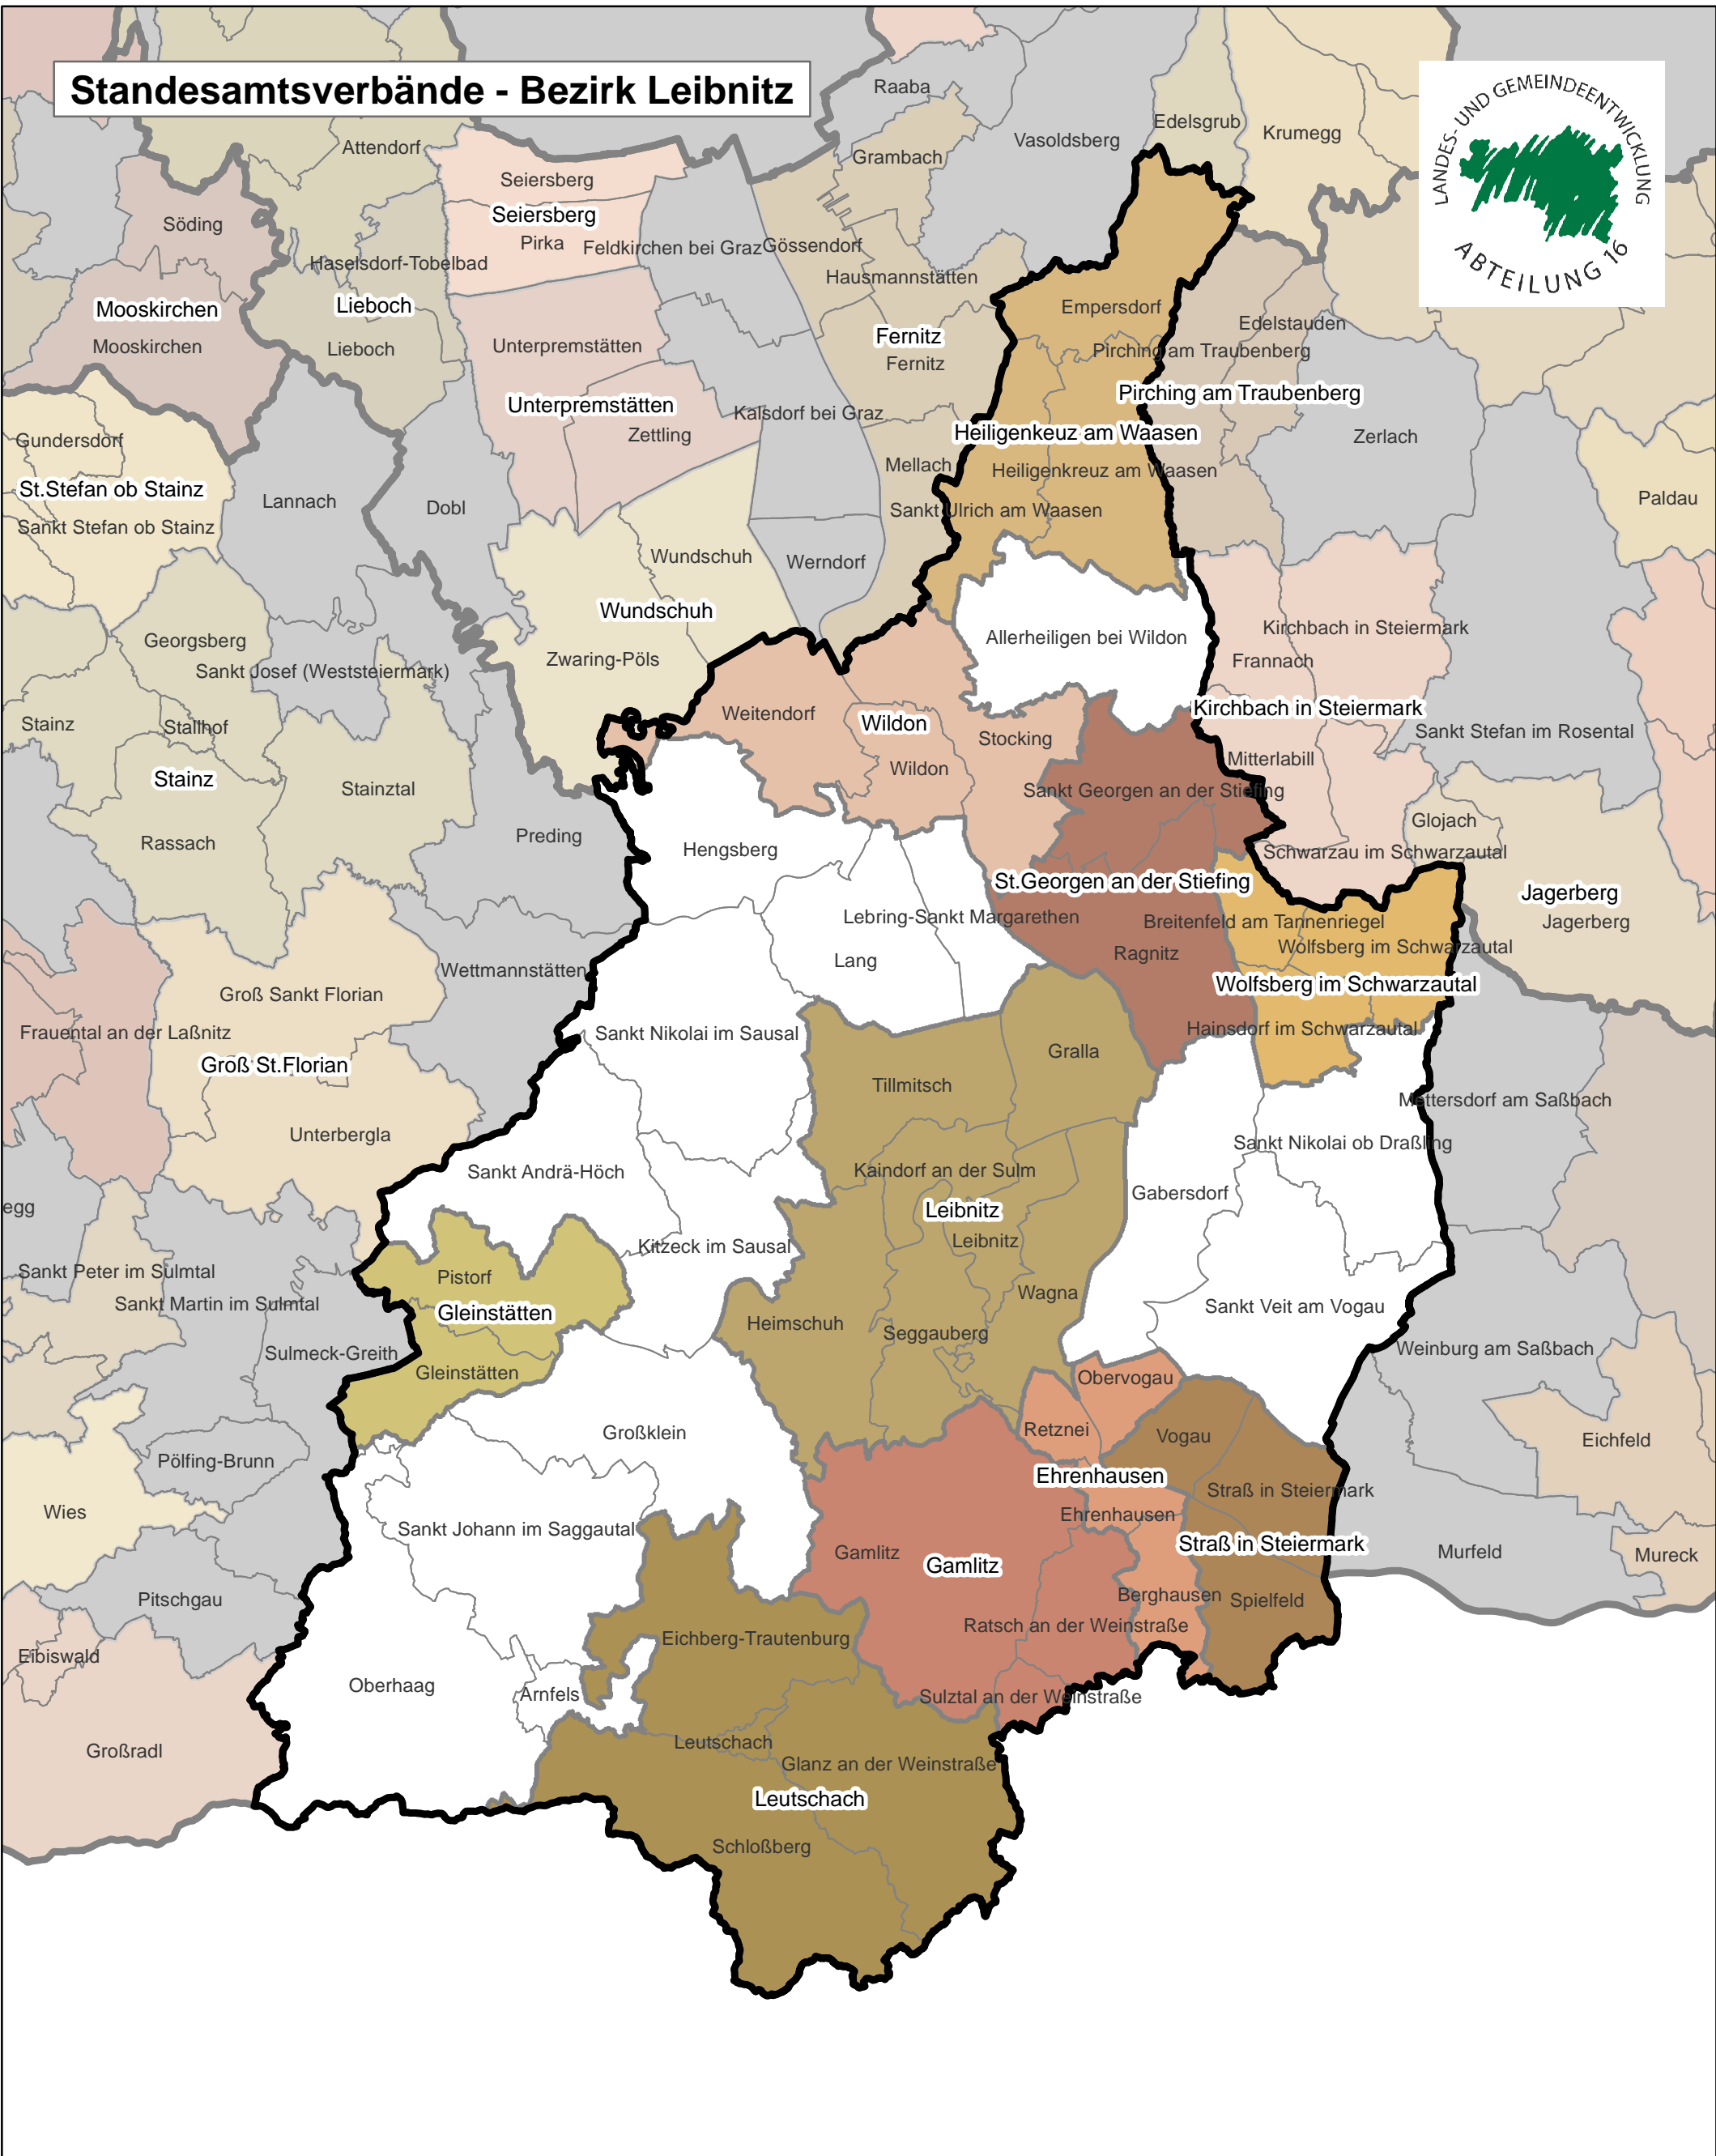 Standesamtsverbände - Bezirk Leibnitz
LANDES- UND GEMEINDEENTWICKLUNG
ABTEILUNG 16
Raaba
Vasoldsberg
Edelsgrub
Krumegg
Attendorf
Grambach
Seiersberg
Seiersberg
Pirka
Söding
Feldkirchen bei Graz
Gössendorf
Haselsdorf-Tobelbad
Hausmannstätten
Mooskirchen
Lieboch
Empersdorf
Edelstauden
Mooskirchen
Lieboch
Unterpremstätten
Fernitz
Fernitz
Pirching am Traubenberg
Pirching am Traubenberg
Unterpremstätten
Kalsdorf bei Graz
Zettling
Heiligenkeuz am Waasen
Zerlach
Gundersdorf
Mellach
Heiligenkreuz am Waasen
St.Stefan ob Stainz
Lannach
Dobl
Sankt Ulrich am Waasen
Paldau
Sankt Stefan ob Stainz
Wundschuh
Werndorf
Wundschuh
Georgsberg
Allerheiligen bei Wildon
Kirchbach in Steiermark
Sankt Josef (Weststeiermark)
Zwaring-Pöls
Frannach
Stainz
Stallhof
Weitendorf
Wildon
Stocking
Kirchbach in Steiermark
Sankt Stefan im Rosental
Stainz
Stainztal
Wildon
Mitterlabill
Sankt Georgen an der Stiefing
Rassach
Preding
Hengsberg
Glojach
Schwarzau im Schwarzautal
St.Georgen an der Stiefing
Jagerberg
Lebring-Sankt Margarethen
Breitenfeld am Tannenriegel
Jagerberg
Wettmannstätten
Lang
Ragnitz
Wolfsberg im Schwarzautal
Groß Sankt Florian
Wolfsberg im Schwarzautal
Frauental an der Laßnitz
Sankt Nikolai im Sausal
Hainsdorf im Schwarzautal
Groß St.Florian
Tillmitsch
Gralla
Mettersdorf am Saßbach
Unterbergla
Sankt Nikolai ob Draßling
Sankt Andrä-Höch
Kaindorf an der Sulm
egg
Leibnitz
Gabersdorf
Leibnitz
Kitzeck im Sausal
Sankt Peter im Sulmtal
Pistorf
Sankt Martin im Sulmtal
Gleinstätten
Wagna
Sankt Veit am Vogau
Heimschuh
Seggauberg
Sulmeck-Greith
Weinburg am Saßbach
Gleinstätten
Obervogau
Großklein
Retznei
Vogau
Eichfeld
Pölfing-Brunn
Ehrenhausen
Straß in Steiermark
Wies
Sankt Johann im Saggautal
Ehrenhausen
Straß in Steiermark
Gamlitz
Gamlitz
Murfeld
Mureck
Pitschgau
Berghausen
Spielfeld
Eichberg-Trautenburg
Ratsch an der Weinstraße
Eibiswald
Oberhaag
Arnfels
Sulztal an der Weinstraße
Großradl
Leutschach
Glanz an der Weinstraße
Leutschach
Schloßberg